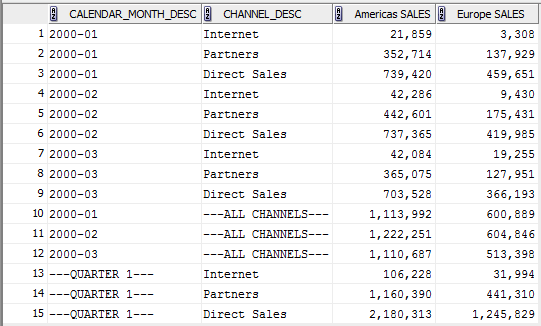 CALENDAR_MONTH_DESC CHANNEL_DESC Americas SALES Europe SALES
1 2000-01 Internet 21,859 3,308
2 2000-01 Partners 352,714 137,929
3 2000-01 Direct Sales 739,420 459,651
4 2000-02 Internet 42,286 9,430
5 2000-02 Partners 442,601 175,431
6 2000-02 Direct Sales 737,365 419,985
7 2000-03 Internet 42,084 19,255
8 2000-03 Partners 365,075 127,951
9 2000-03 Direct Sales 703,528 366,193
10 2000-01 ---ALL CHANNELS--- 1,113,992 600,889
11 2000-02 ---ALL CHANNELS--- 1,222,251 604,846
12 2000-03 ---ALL CHANNELS--- 1,110,687 513,398
13 ---QUARTER 1--- Internet 106,228 31,994
14 ---QUARTER 1--- Partners 1,160,390 441,310
15 ---QUARTER 1--- Direct Sales 2,180,313 1,245,829